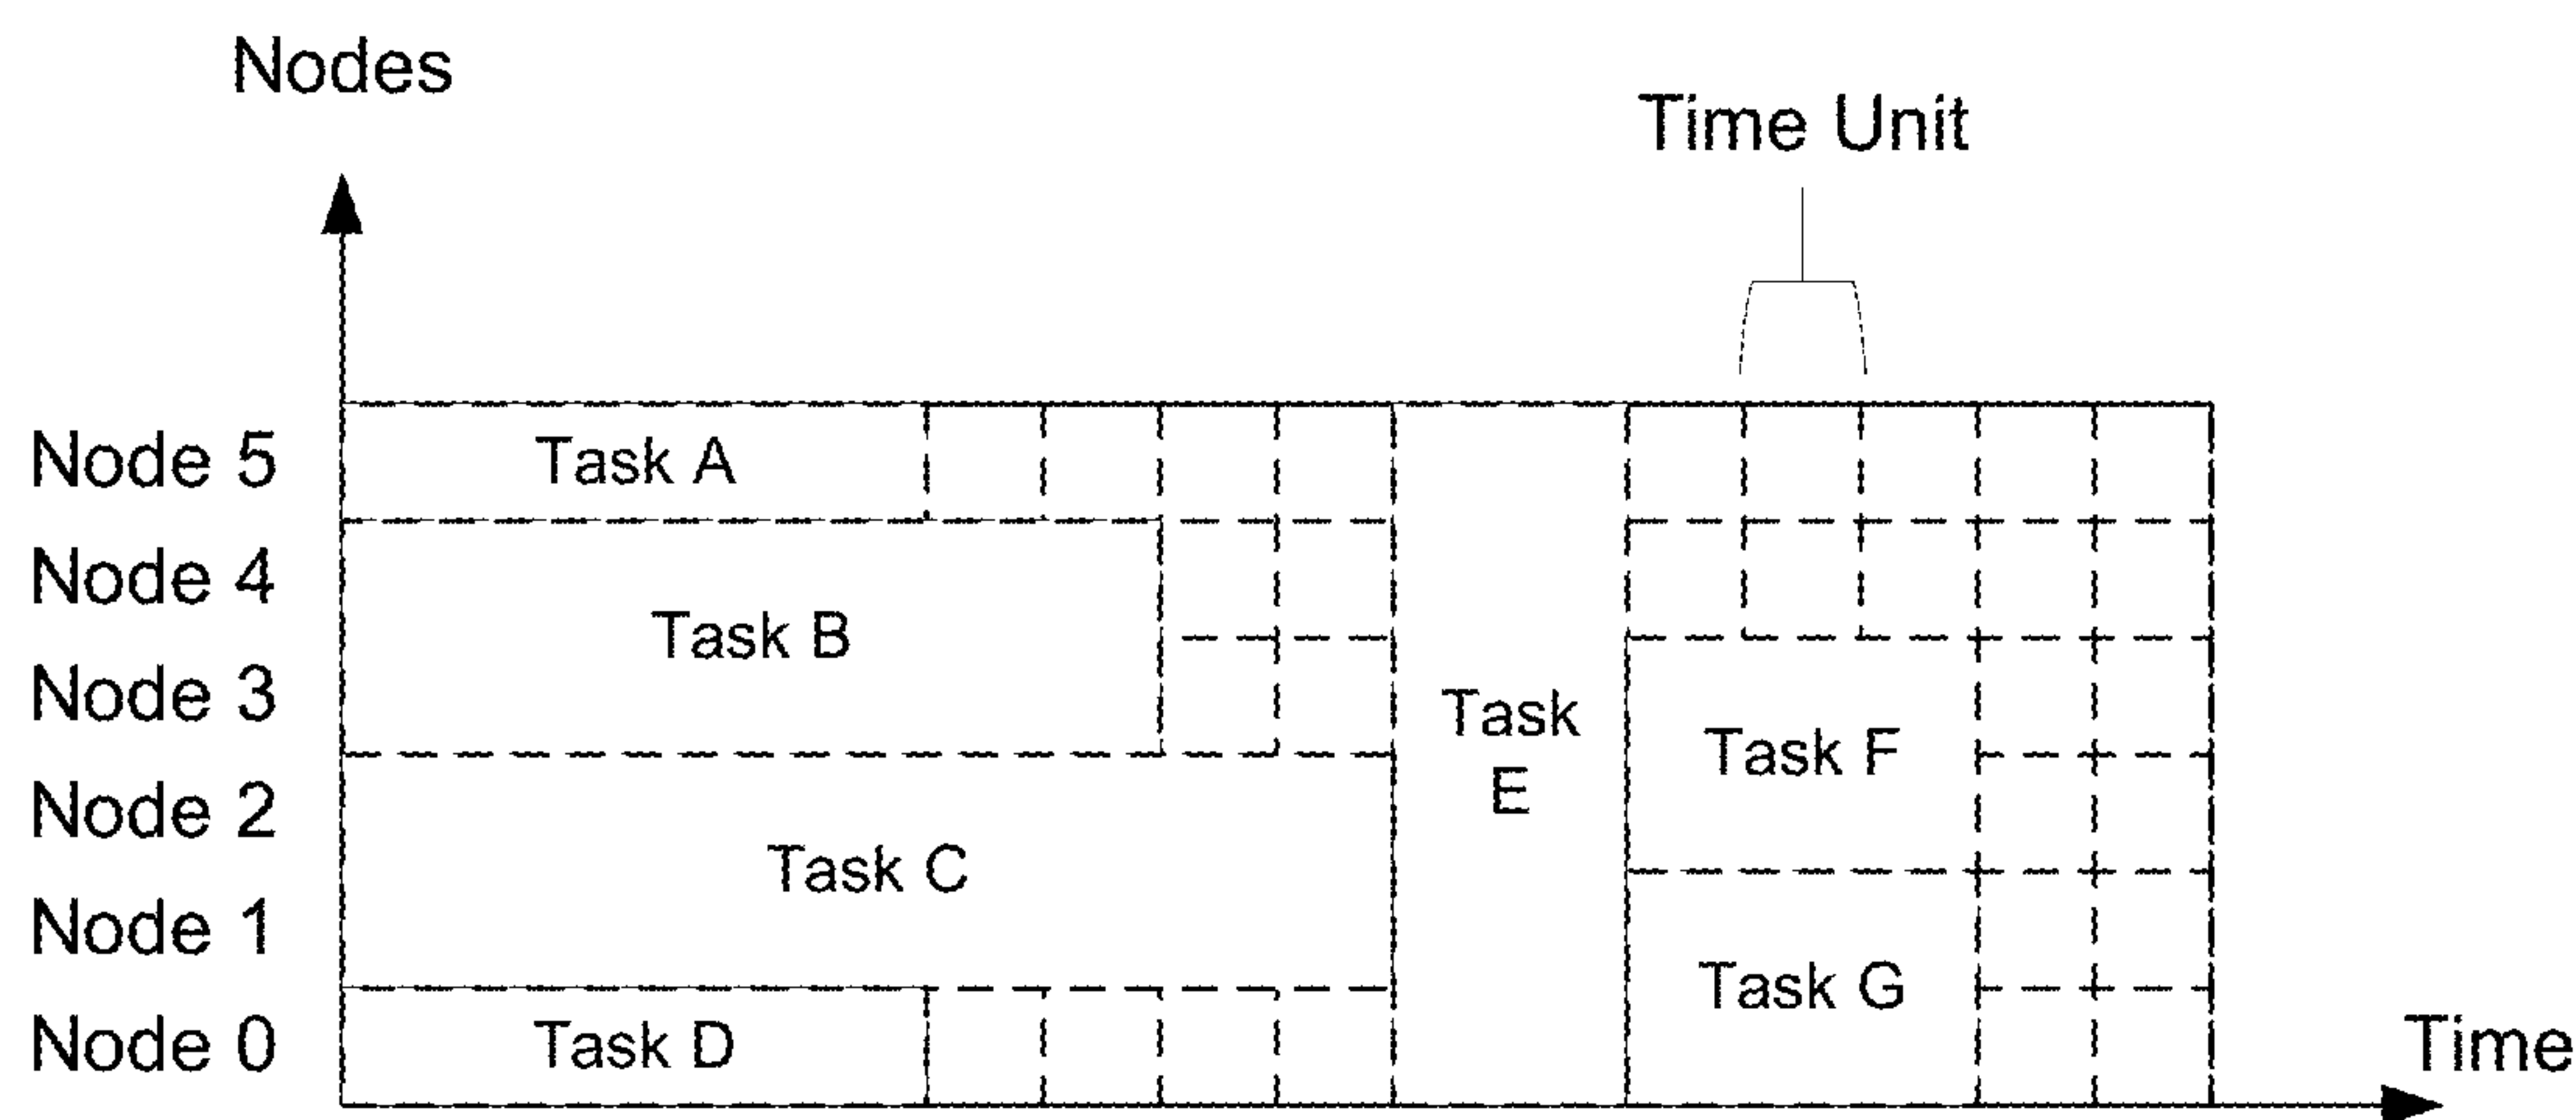 Nodes
Time Unit
Node 5
Task A
Node 4
Task B
Node 3
Task
E
Task F
Node 2
Task C
Node 1
Task G
Node 0
Task D
Time